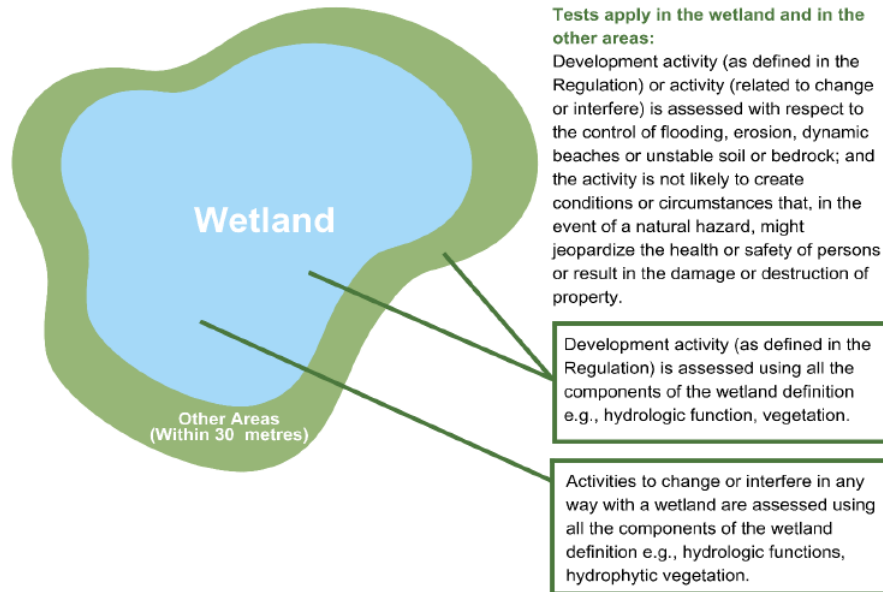 Wetland
Other Areas
(Within 30  metres)
Tests apply in the wetland and in the
other areas:
Development activity (as defined in the
Regulation) or activity (related to change
or interfere) is assessed with respect to
the control of flooding, erosion, dynamic
beaches or unstable soil or bedrock; and
the activity is not likely to create
conditions or circumstances that, in the
event of a natural hazard, might
jeopardize the health or safety of persons
or result in the damage or destruction of
property.
Development activity (as defined in the
Regulation) is assessed using all the
components of the wetland definition
e.g., hydrologic function, vegetation.
Activities to change or interfere in any
way with a wetland are assessed using
all the components of the wetland
definition e.g., hydrologic functions,
hydrophytic vegetation.